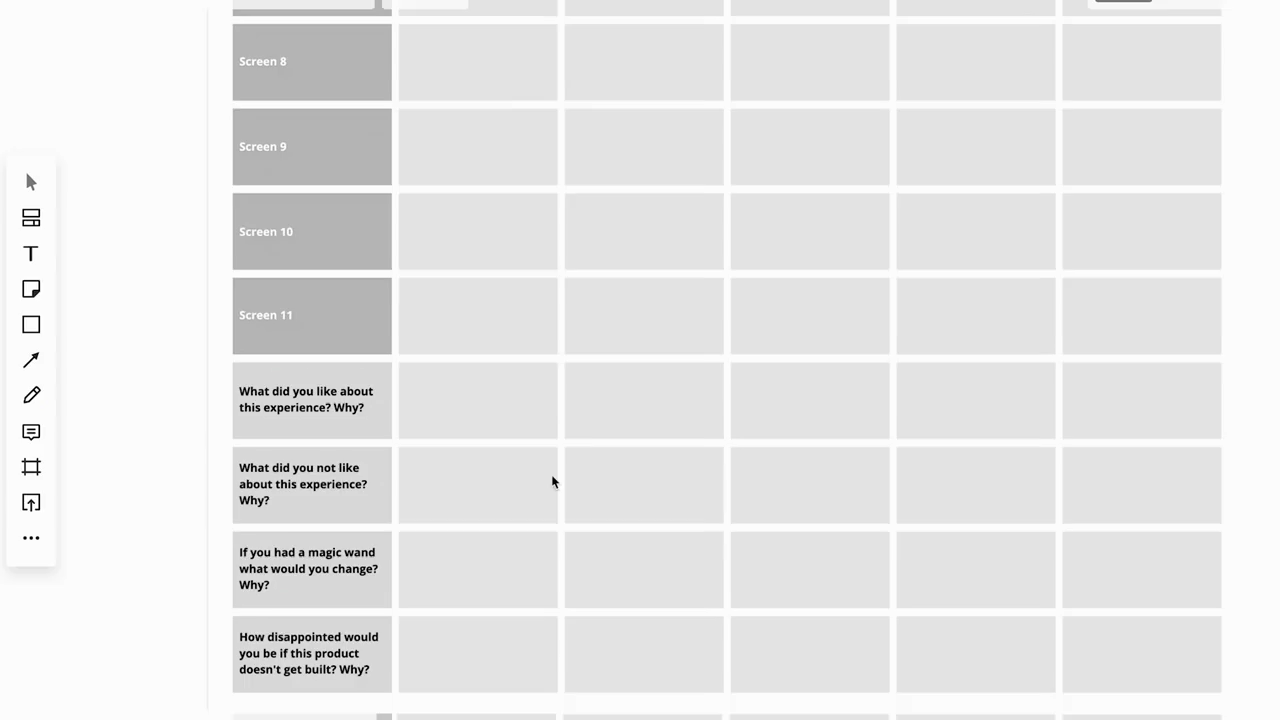 Screen 8
Screen 9
Screen 10
Screen 11
What did you like about
this experience? Why?
What did you not like
about this experience?
Why?
If you had a magic wand
what would you change?
Why?
How disappointed would
you be if this product
doesn't get built? Why?